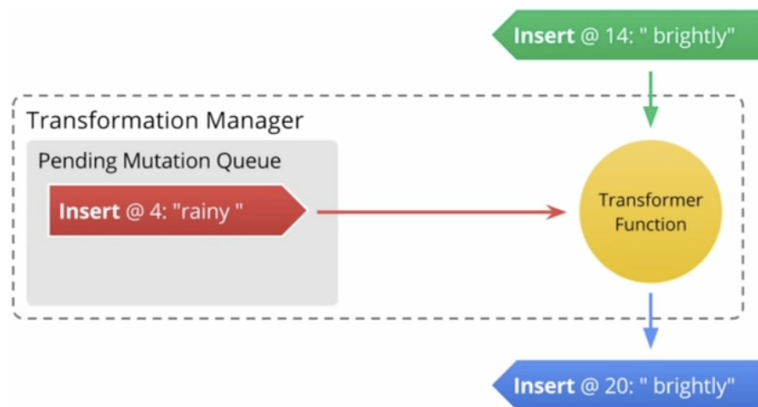 Insert @ 14: " brightly"
Transformation Manager
Pending Mutation Queue
Insert @ 4: "rainy "
Transformer
Function
Insert @ 20: " brightly"